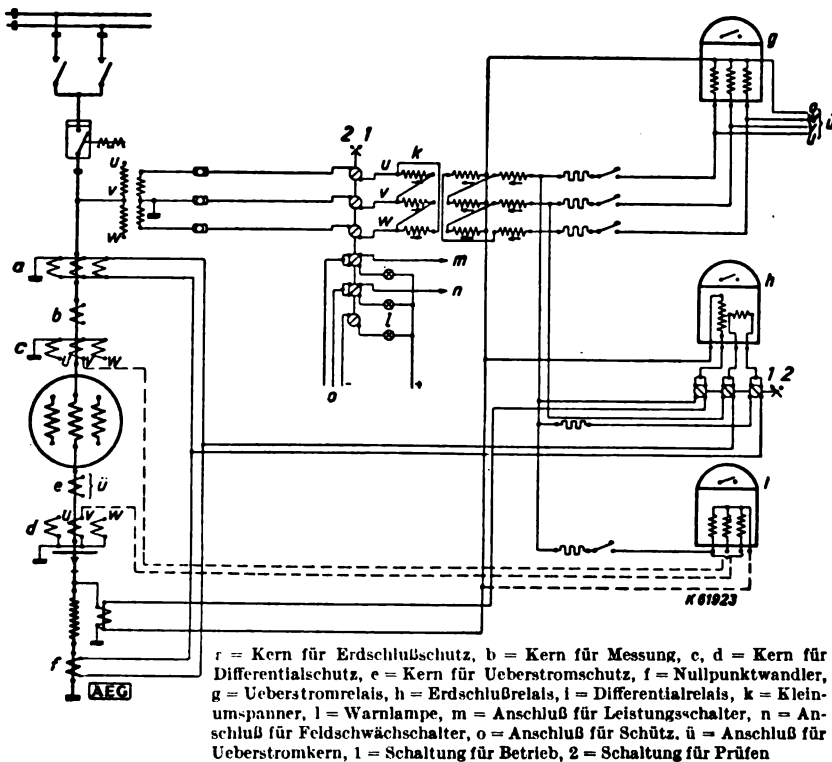 g
2 1
k
u
v
w
u
v
w
ü
a
m
n
b
l
h
c
u v w
o - +
1 2
e } ü
d
u v w
i
K 61923
f
AEG
r = Kern für Erdschlußschutz, b = Kern für Messung, c, d = Kern für
Differentialschutz, e = Kern für Ueberstromschutz, f = Nullpunktwandler,
g = Ueberstromrelais, h = Erdschlußrelais, i = Differentialrelais, k = Klein-
umspanner, l = Warnlampe, m = Anschluß für Leistungsschalter, n = An-
schluß für Feldschwächschalter, o = Anschluß für Schütz. ü = Anschluß für
Ueberstromkern, 1 = Schaltung für Betrieb, 2 = Schaltung für Prüfen